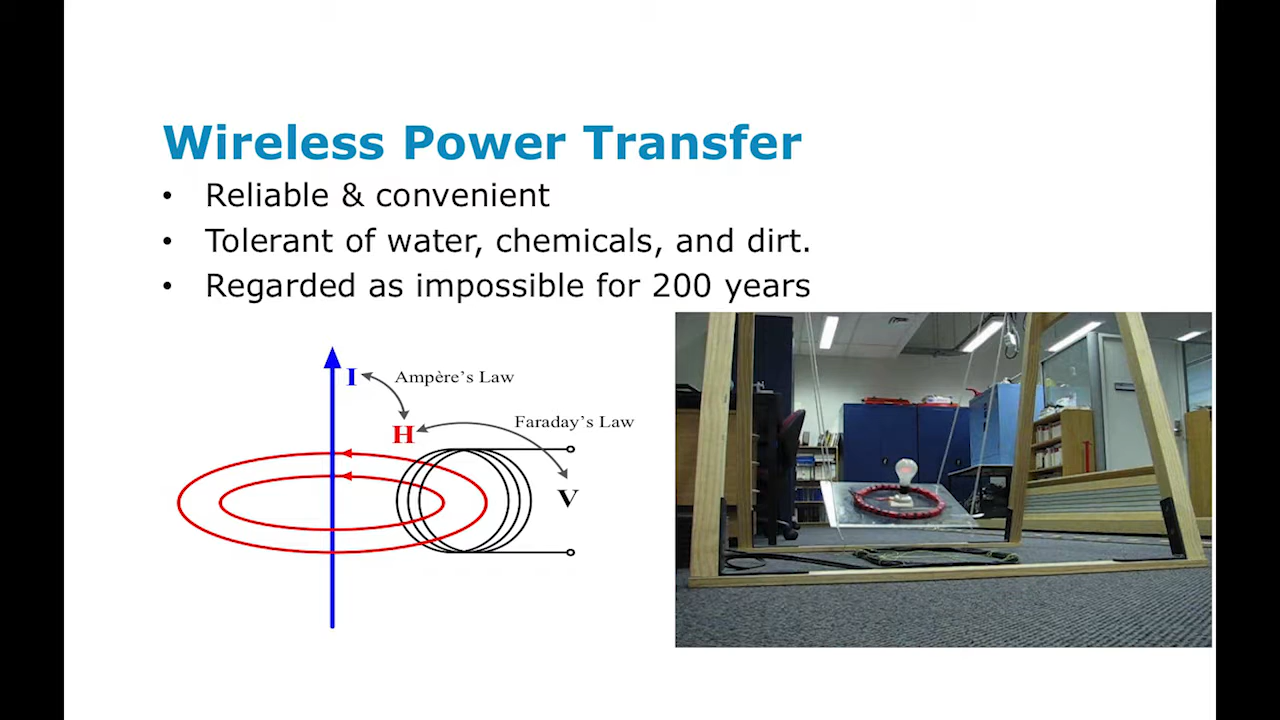 Wireless Power Transfer
• Reliable & convenient
• Tolerant of water, chemicals, and dirt.
• Regarded as impossible for 200 years
I
Ampère's Law
H
Faraday's Law
V